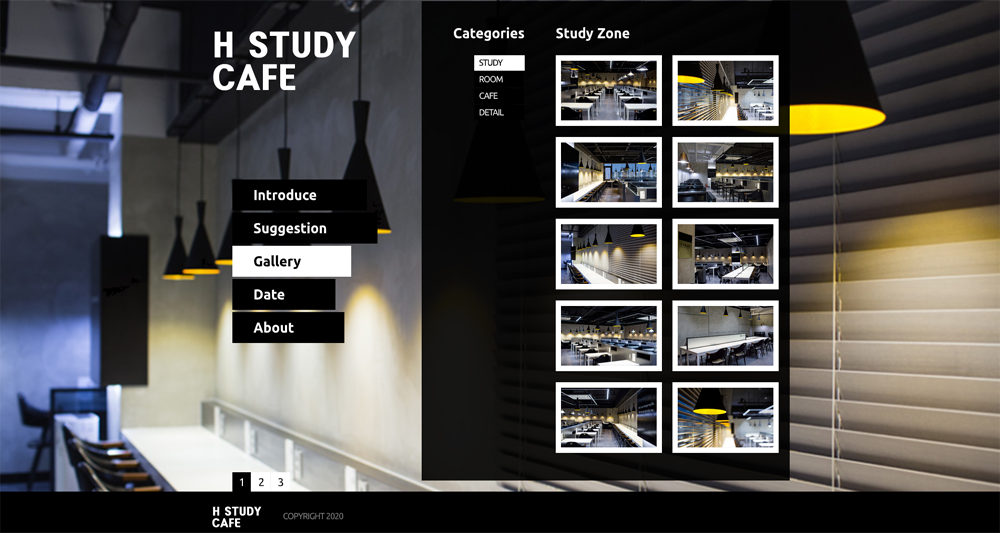 H STUDY
CAFE
Introduce
Suggestion
Gallery
Date
About
1 2 3
Categories
STUDY
ROOM
CAFE
DETAIL
Study Zone
H STUDY
CAFE
COPYRIGHT 2020